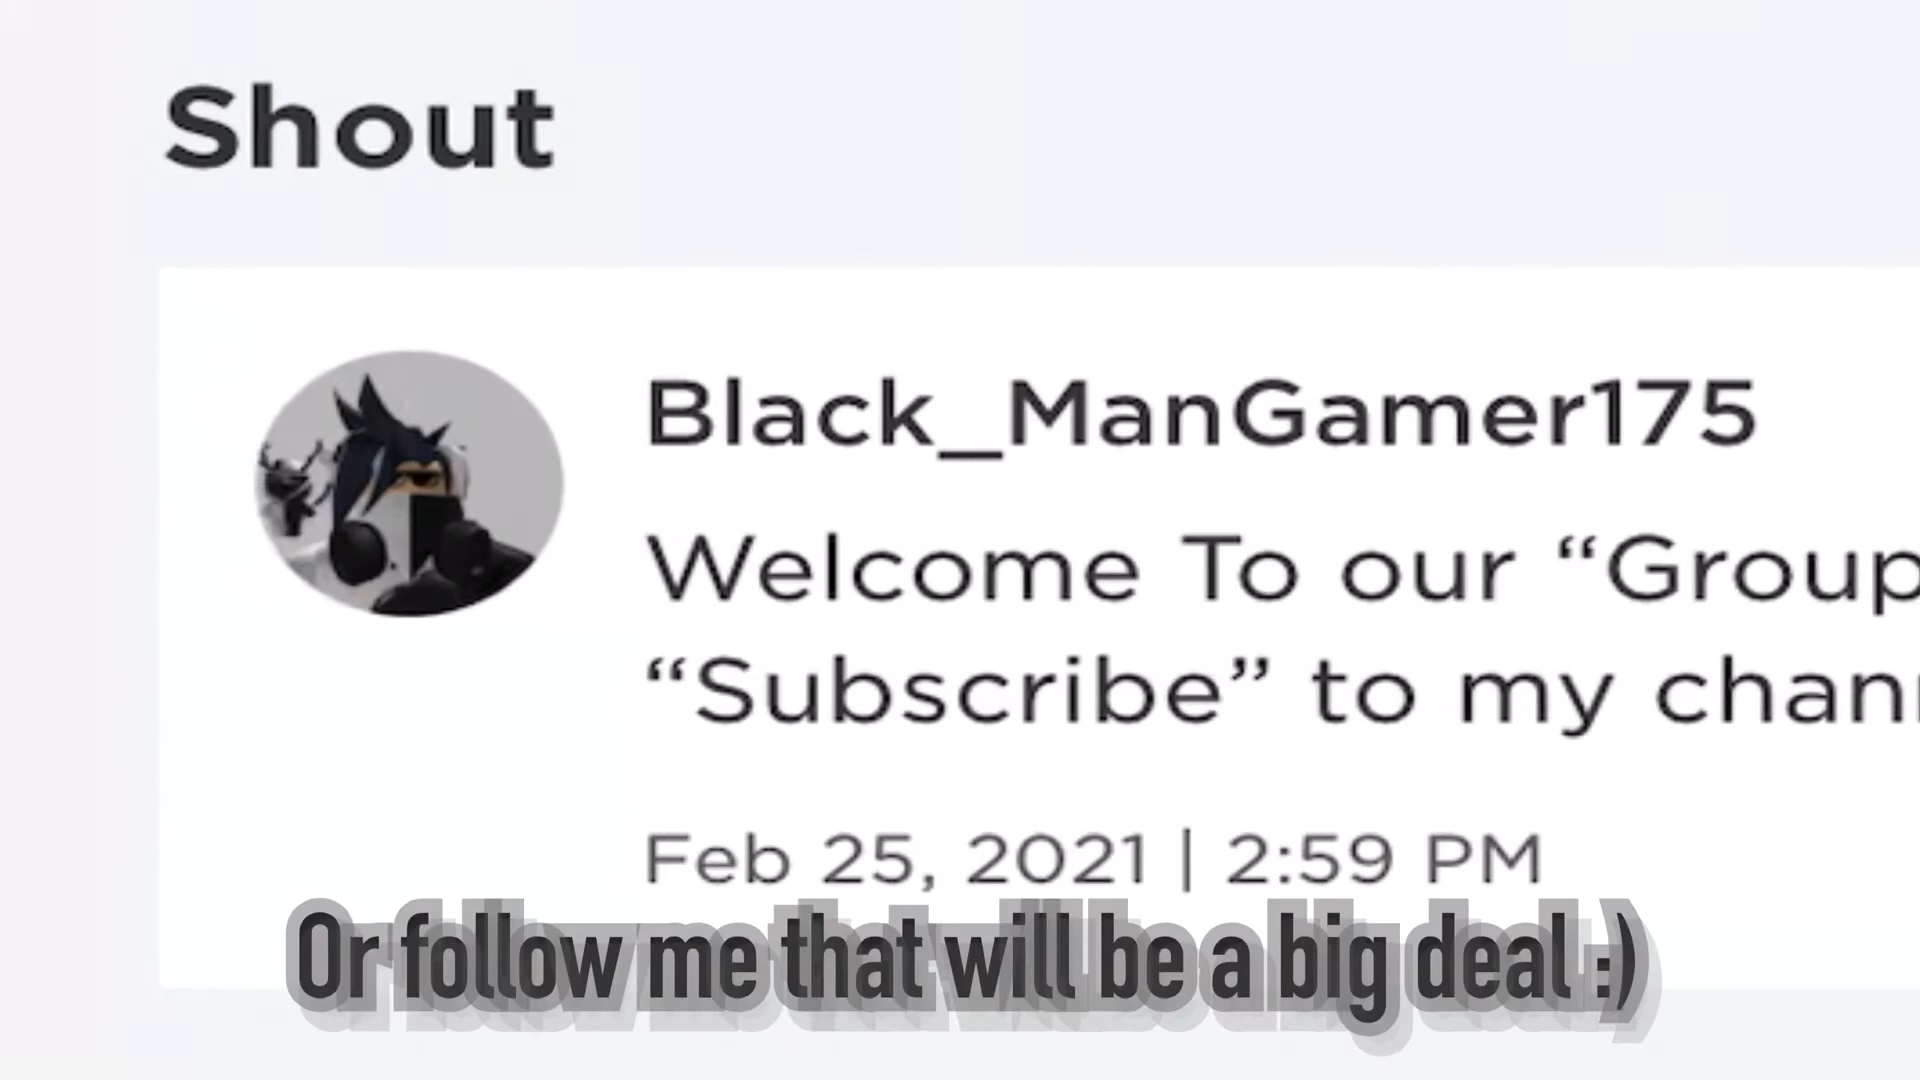 Shout
Black_ManGamer175
Welcome To our “Group
“Subscribe” to my
Feb 25, 2021 | 2:59 PM
Or follow me that will be a big deal :)